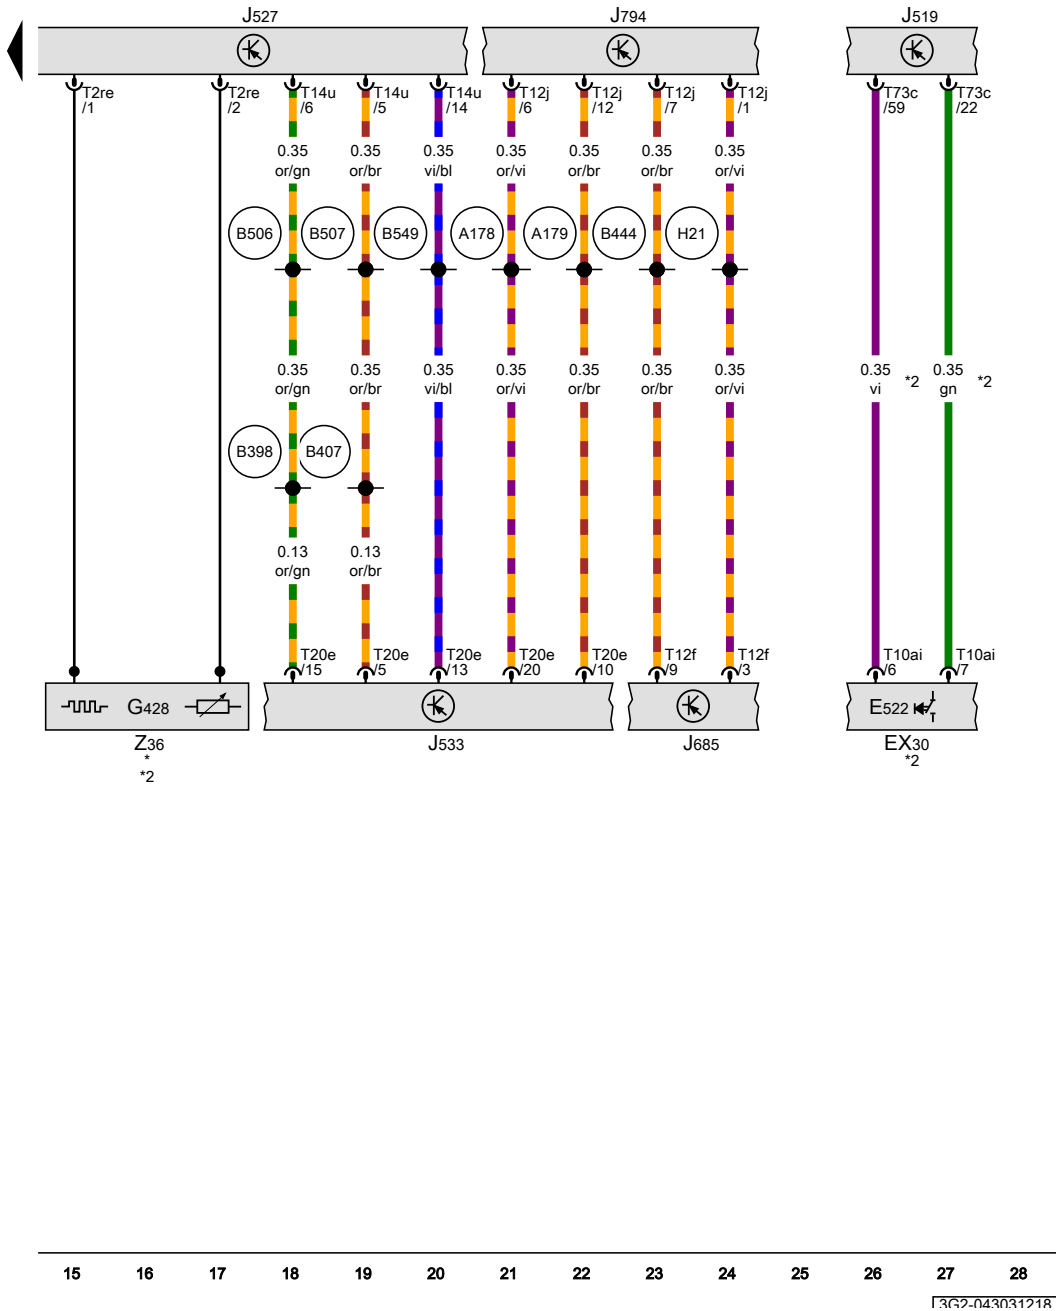 J527 J794 J519
T2re T2re T14u T14u T14u T12j T12j T12j T12j T73c T73c
/1 /2 /6 /5 /14 /6 /12 /7 /1 /59 /22
0.35 0.35 0.35 0.35 0.35 0.35 0.35
or/gn or/br vi/bl or/vi or/br or/br or/vi
B506 B507 B549 A178 A179 B444 H21
0.35 0.35 0.35 0.35 0.35 0.35 0.35 0.35 0.35
or/gn or/br vi/bl or/vi or/br or/br or/vi vi *2 gn *2
B398 B407
0.13 0.13
or/gn or/br
T20e T20e T20e T20e T20e T12f T12f T10ai T10ai
/15 /5 /13 /20 /10 /9 /3 /6 /7
G428 E522
Z36 J533 J685 EX30
* *2
*2
15 16 17 18 19 20 21 22 23 24 25 26 27 28
3G2-043031218